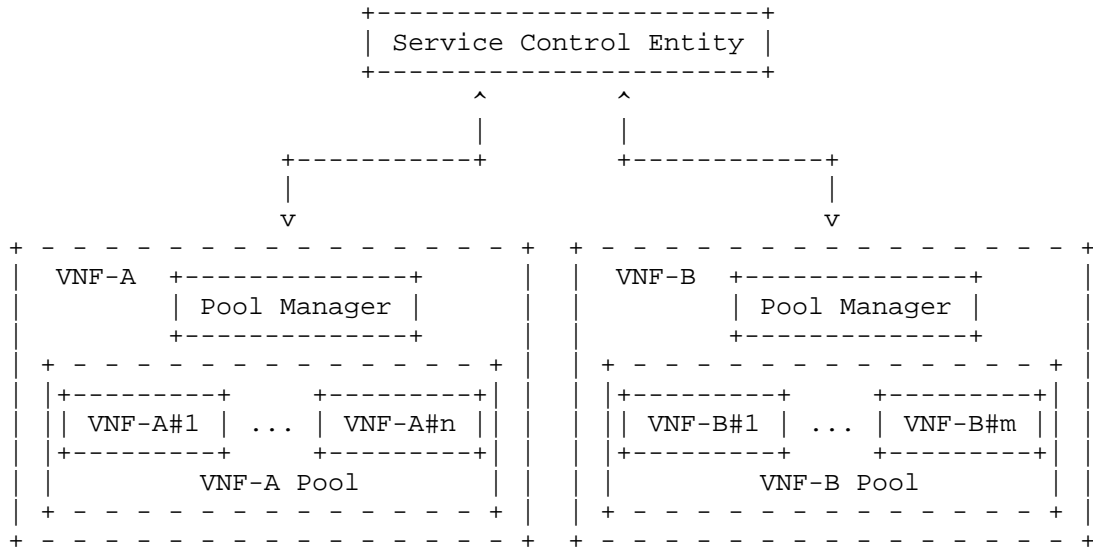 Service Control Entity
VNF-A
Pool Manager
VNF-A#1 ... VNF-A#n
VNF-A Pool
VNF-B
Pool Manager
VNF-B#1 ... VNF-B#m
VNF-B Pool